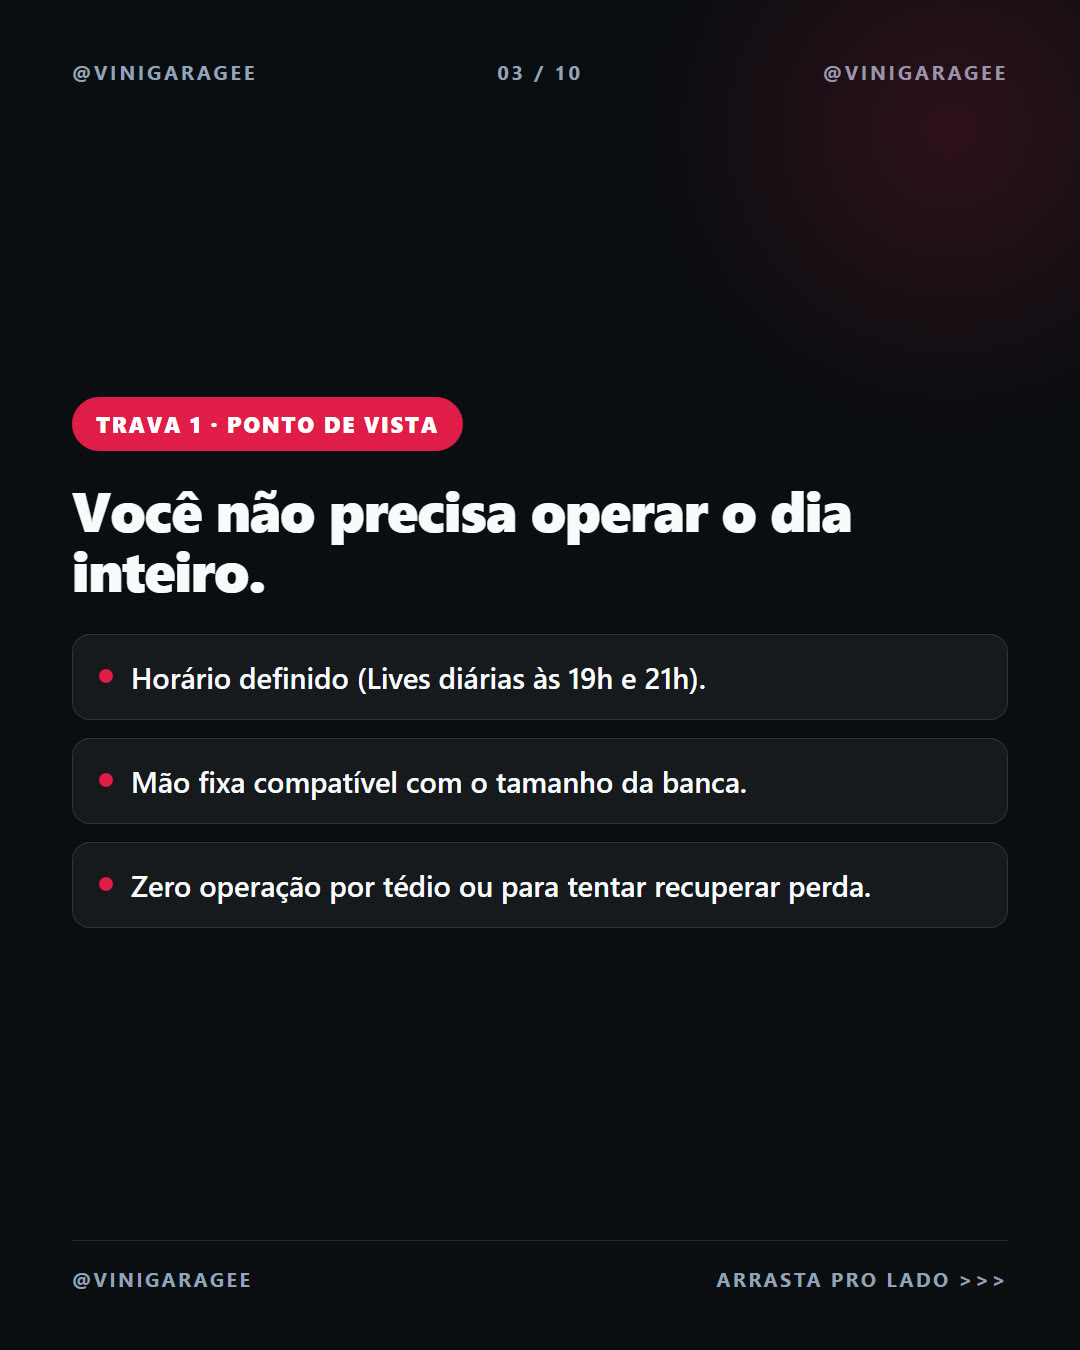 @VINIGARAGEE
03 / 10
@VINIGARAGEE
TRAVA 1 · PONTO DE VISTA
Você não precisa operar o dia
inteiro.
Horário definido (Lives diárias às 19h e 21h).
Mão fixa compatível com o tamanho da banca.
Zero operação por tédio ou para tentar recuperar perda.
@VINIGARAGEE
ARRASTA PRO LADO >>>